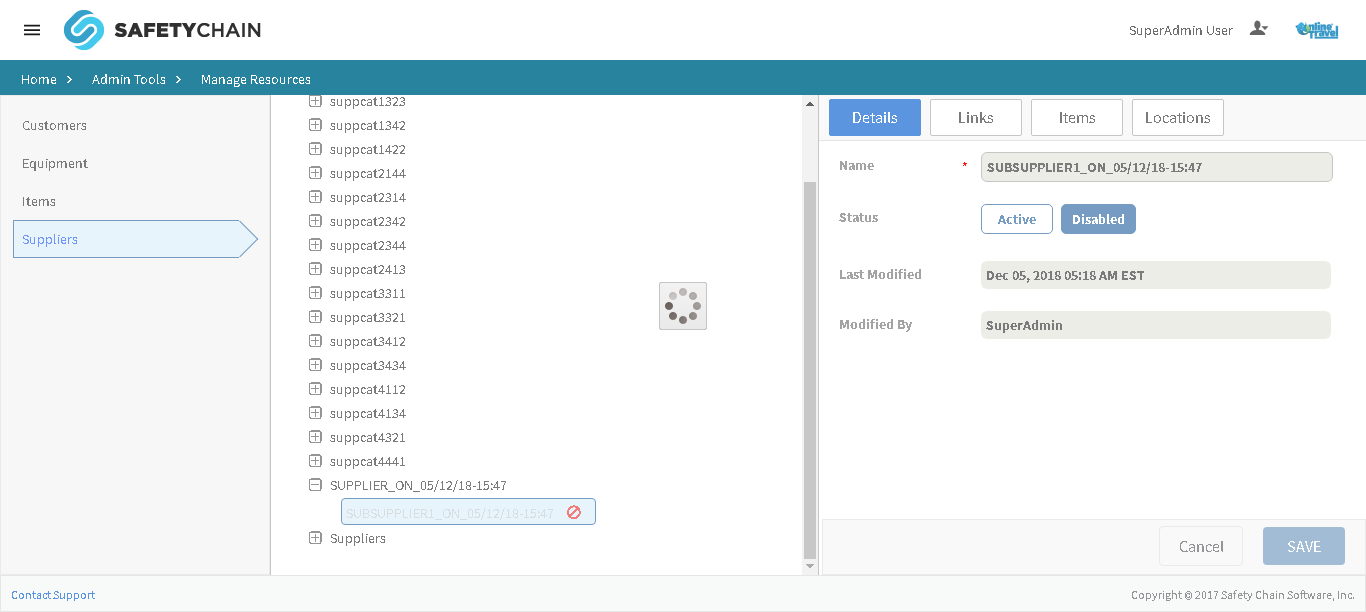 SAFETYCHAIN
SuperAdmin User
Online Travel
Home > Admin Tools > Manage Resources
Customers
Equipment
Items
Suppliers
suppcat1323
suppcat1342
suppcat1422
suppcat2144
suppcat2314
suppcat2342
suppcat2344
suppcat2413
suppcat3311
suppcat3321
suppcat3412
suppcat3434
suppcat4112
suppcat4134
suppcat4321
suppcat4441
SUPPLIER_ON_05/12/18-15:47
SUBSUPPLIER1_ON_05/12/18-15:47
Suppliers
Details Links Items Locations
Name * SUBSUPPLIER1_ON_05/12/18-15:47
Status Active Disabled
Last Modified Dec 05, 2018 05:18 AM EST
Modified By SuperAdmin
Cancel SAVE
Contact Support
Copyright © 2017 Safety Chain Software, Inc.